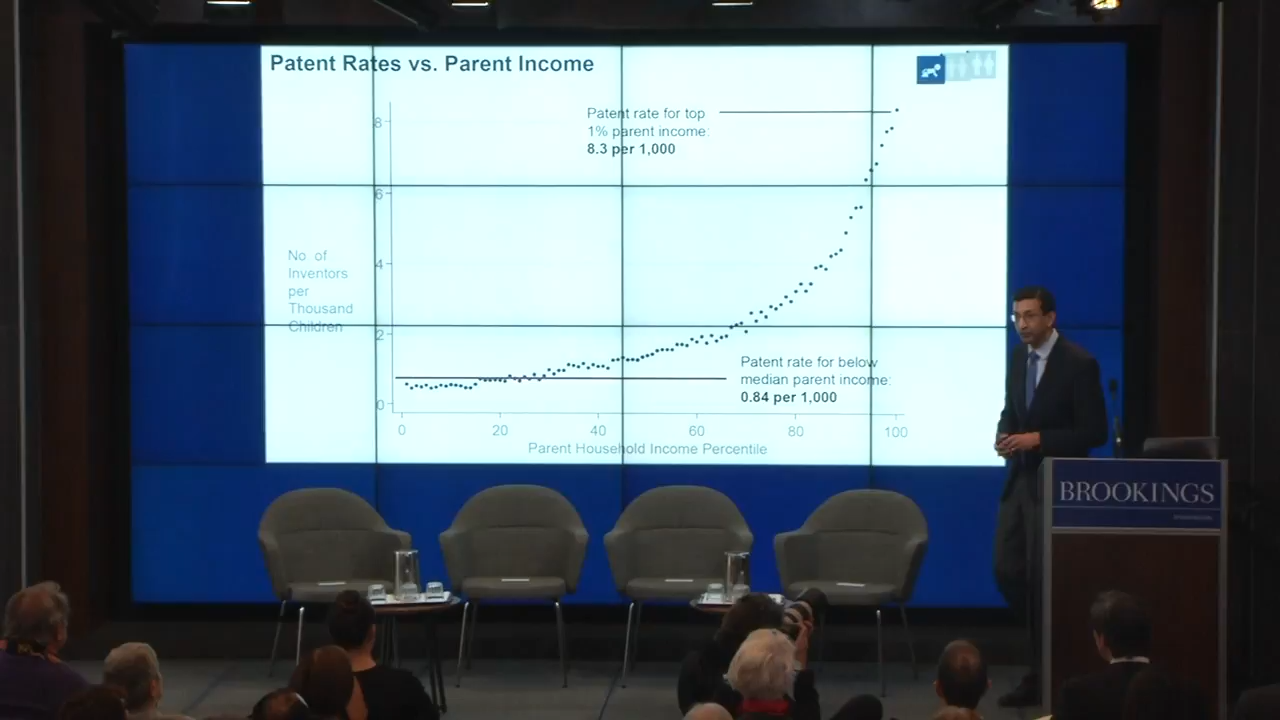 Patent Rates vs. Parent Income
Patent rate for top
1% parent income:
8.3 per 1,000
8
6
4
2
0
No. of
Inventors
per
Thousand
Children
Patent rate for below
median parent income:
0.84 per 1,000
0
20
40
60
80
100
Parent Household Income Percentile
BROOKINGS